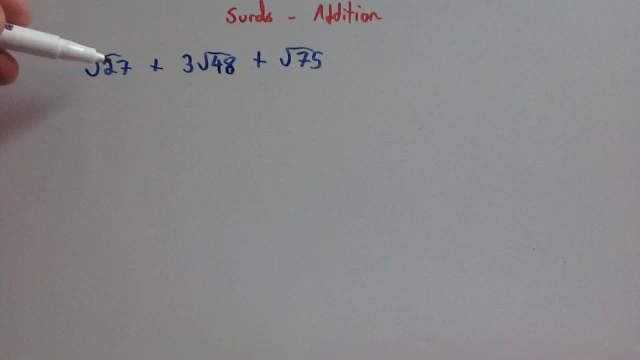 Surds - Addition
√27 + 3√48 + √75